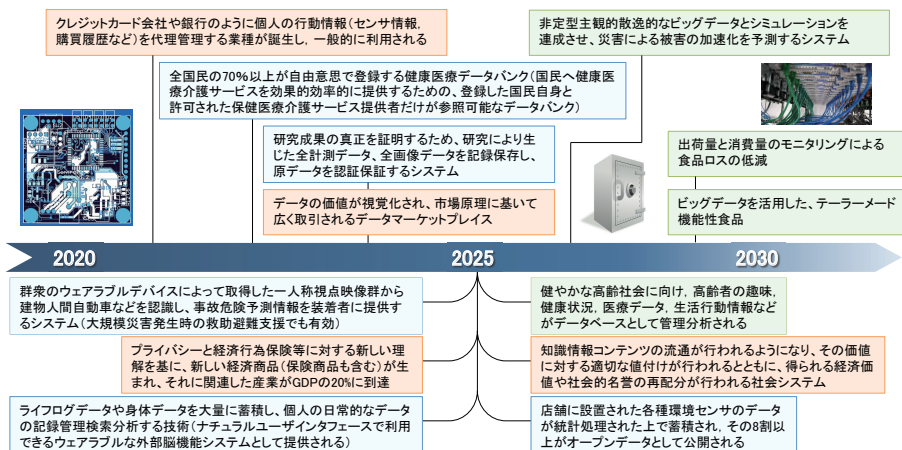 クレジットカード会社や銀行のように個人の行動情報(センサ情報,
購買履歴など)を代理管理する業種が誕生し、一般的に利用される
非定型主観的散逸的なビッグデータとシミュレーションを
連成させ、災害による被害の加速化を予測するシステム
全国民の70%以上が自由意思で登録する健康医療データバンク(国民へ健康医
療介護サービスを効果的効率的に提供するための、登録した国民自身と
許可された保健医療介護サービス提供者だけが参照可能なデータバンク)
研究成果の真正を証明するため、研究により生
じた全計測データ、全画像データを記録保存し、
原データを認証保証するシステム
出荷量と消費量のモニタリングによる
食品ロスの低減
データの価値が視覚化され、市場原理に基いて
広く取引されるデータマーケットプレイス
ビッグデータを活用した、テーラーメード
機能性食品
2020
2025
2030
群衆のウェアラブルデバイスによって取得した一人称視点映像群から
建物人間自動車などを認識し、事故危険予測情報を装着者に提供す
るシステム(大規模災害発生時の救助避難支援でも有効)
健やかな高齢社会に向け, 高齢者の趣味,
健康状況, 医療データ, 生活行動情報など
がデータベースとして管理分析される
プライバシーと経済行為保険等に対する新しい理
解を基に、新しい経済商品(保険商品も含む)が生
まれ、それに関連した産業がGDPの20%に到達
知識情報コンテンツの流通が行われるようになり、その価値
に対する適切な値付けが行われるとともに、得られる経済価
値や社会的名誉の再配分が行われる社会システム
ライフログデータや身体データを大量に蓄積し、個人の日常的なデータ
の記録管理検索分析する技術(ナチュラルユーザインタフェースで利用
できるウェアラブルな外部脳機能システムとして提供される)
店舗に設置された各種環境センサのデータ
が統計処理された上で蓄積され, その8割以
上がオープンデータとして公開される